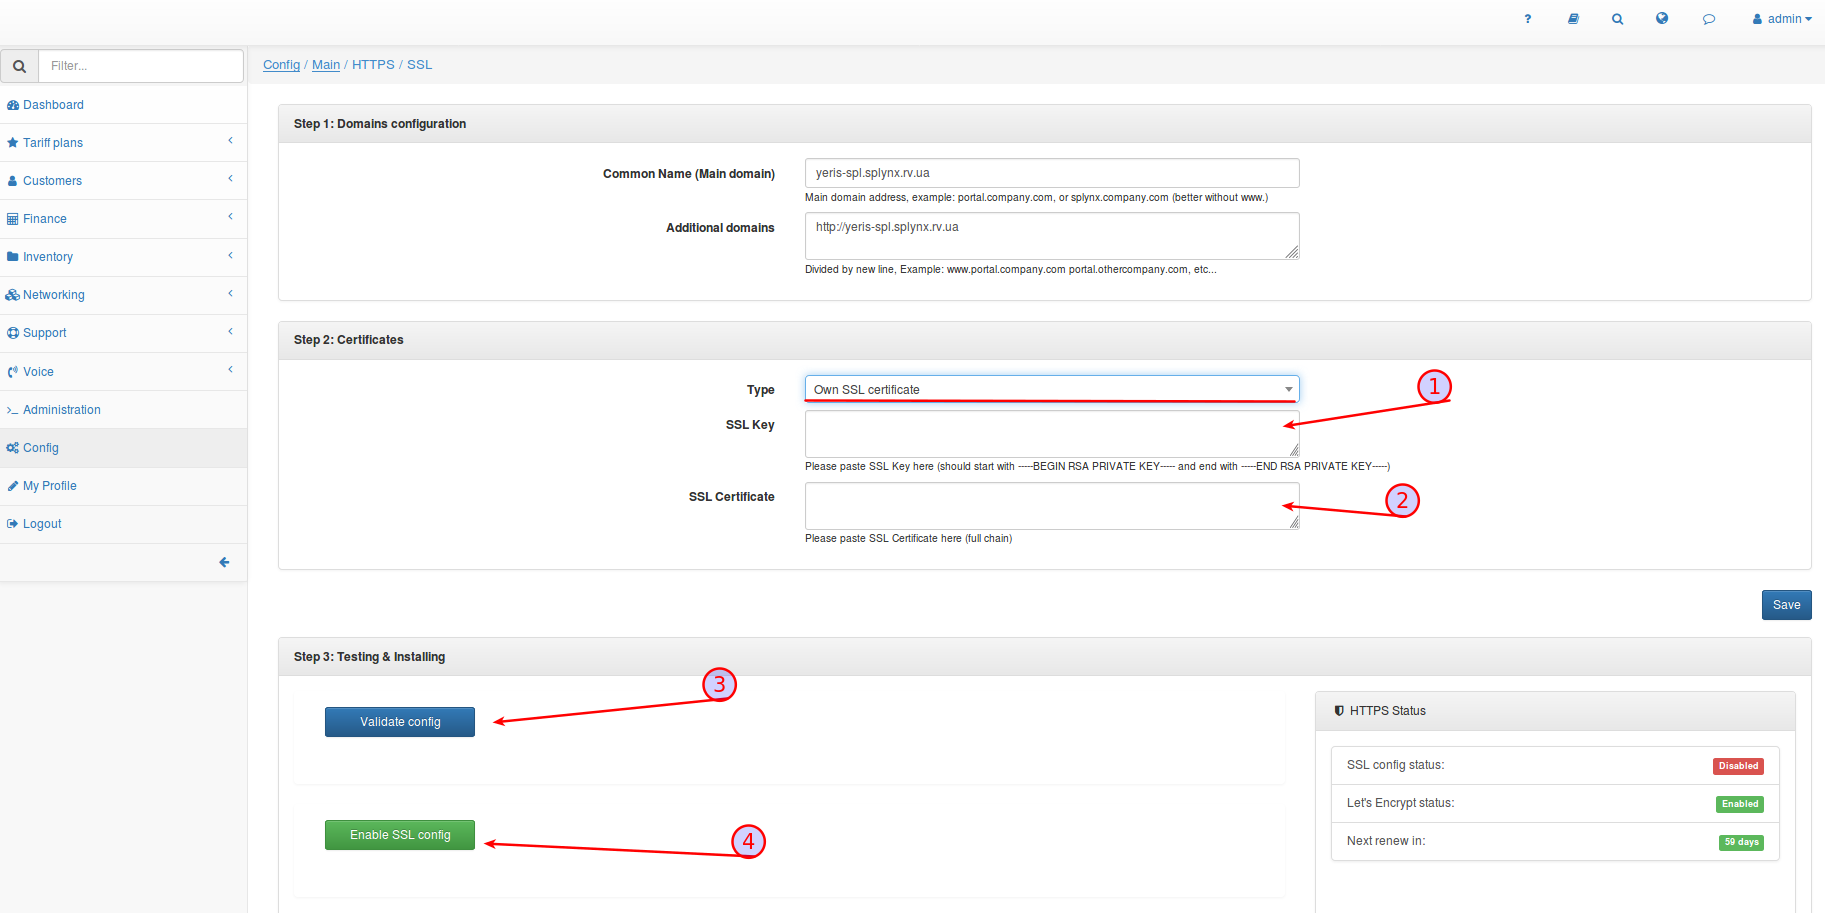 ?
admin
Filter...
Config / Main / HTTPS / SSL
Dashboard
Tariff plans
Customers
Finance
Inventory
Networking
Support
Voice
Administration
Config
My Profile
Logout
Step 1: Domains configuration
Common Name (Main domain)
yeris-spl.splynx.rv.ua
Main domain address, example: portal.company.com, or splynx.company.com (better without www.)
Additional domains
http://yeris-spl.splynx.rv.ua
Divided by new line, Example: www.portal.company.com portal.othercompany.com, etc...
Step 2: Certificates
Type
Own SSL certificate
1
SSL Key
Please paste SSL Key here (should start with -----BEGIN RSA PRIVATE KEY----- and end with -----END RSA PRIVATE KEY-----)
SSL Certificate
2
Please paste SSL Certificate here (full chain)
Save
Step 3: Testing & Installing
3
Validate config
4
Enable SSL config
HTTPS Status
SSL config status:
Disabled
Let's Encrypt status:
Enabled
Next renew in:
59 days